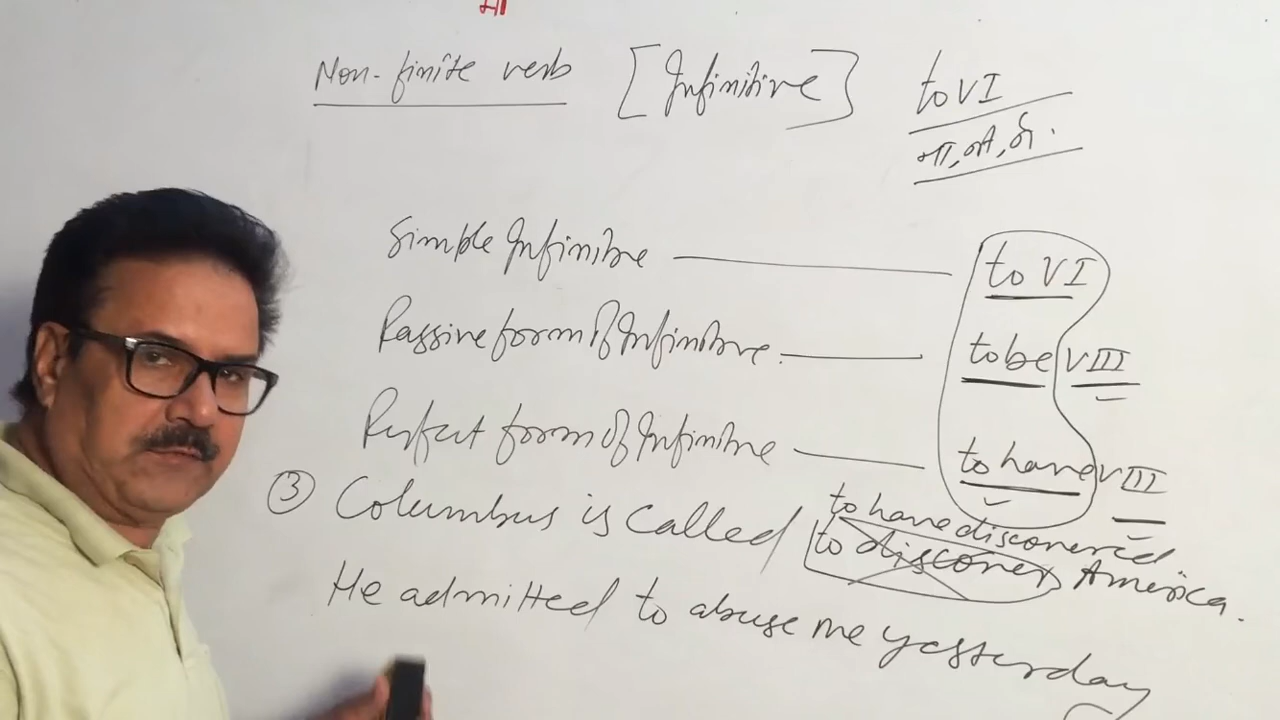 मा
Non-finite verb [Infinitive] to VI
ना, ने, नी.
Simple Infinitive — to VI
Passive form of Infinitive. — to be VIII
Perfect form of Infinitive — to have VIII
③ Columbus is called to have discovered
to discover America.
He admitted to abuse me yesterday